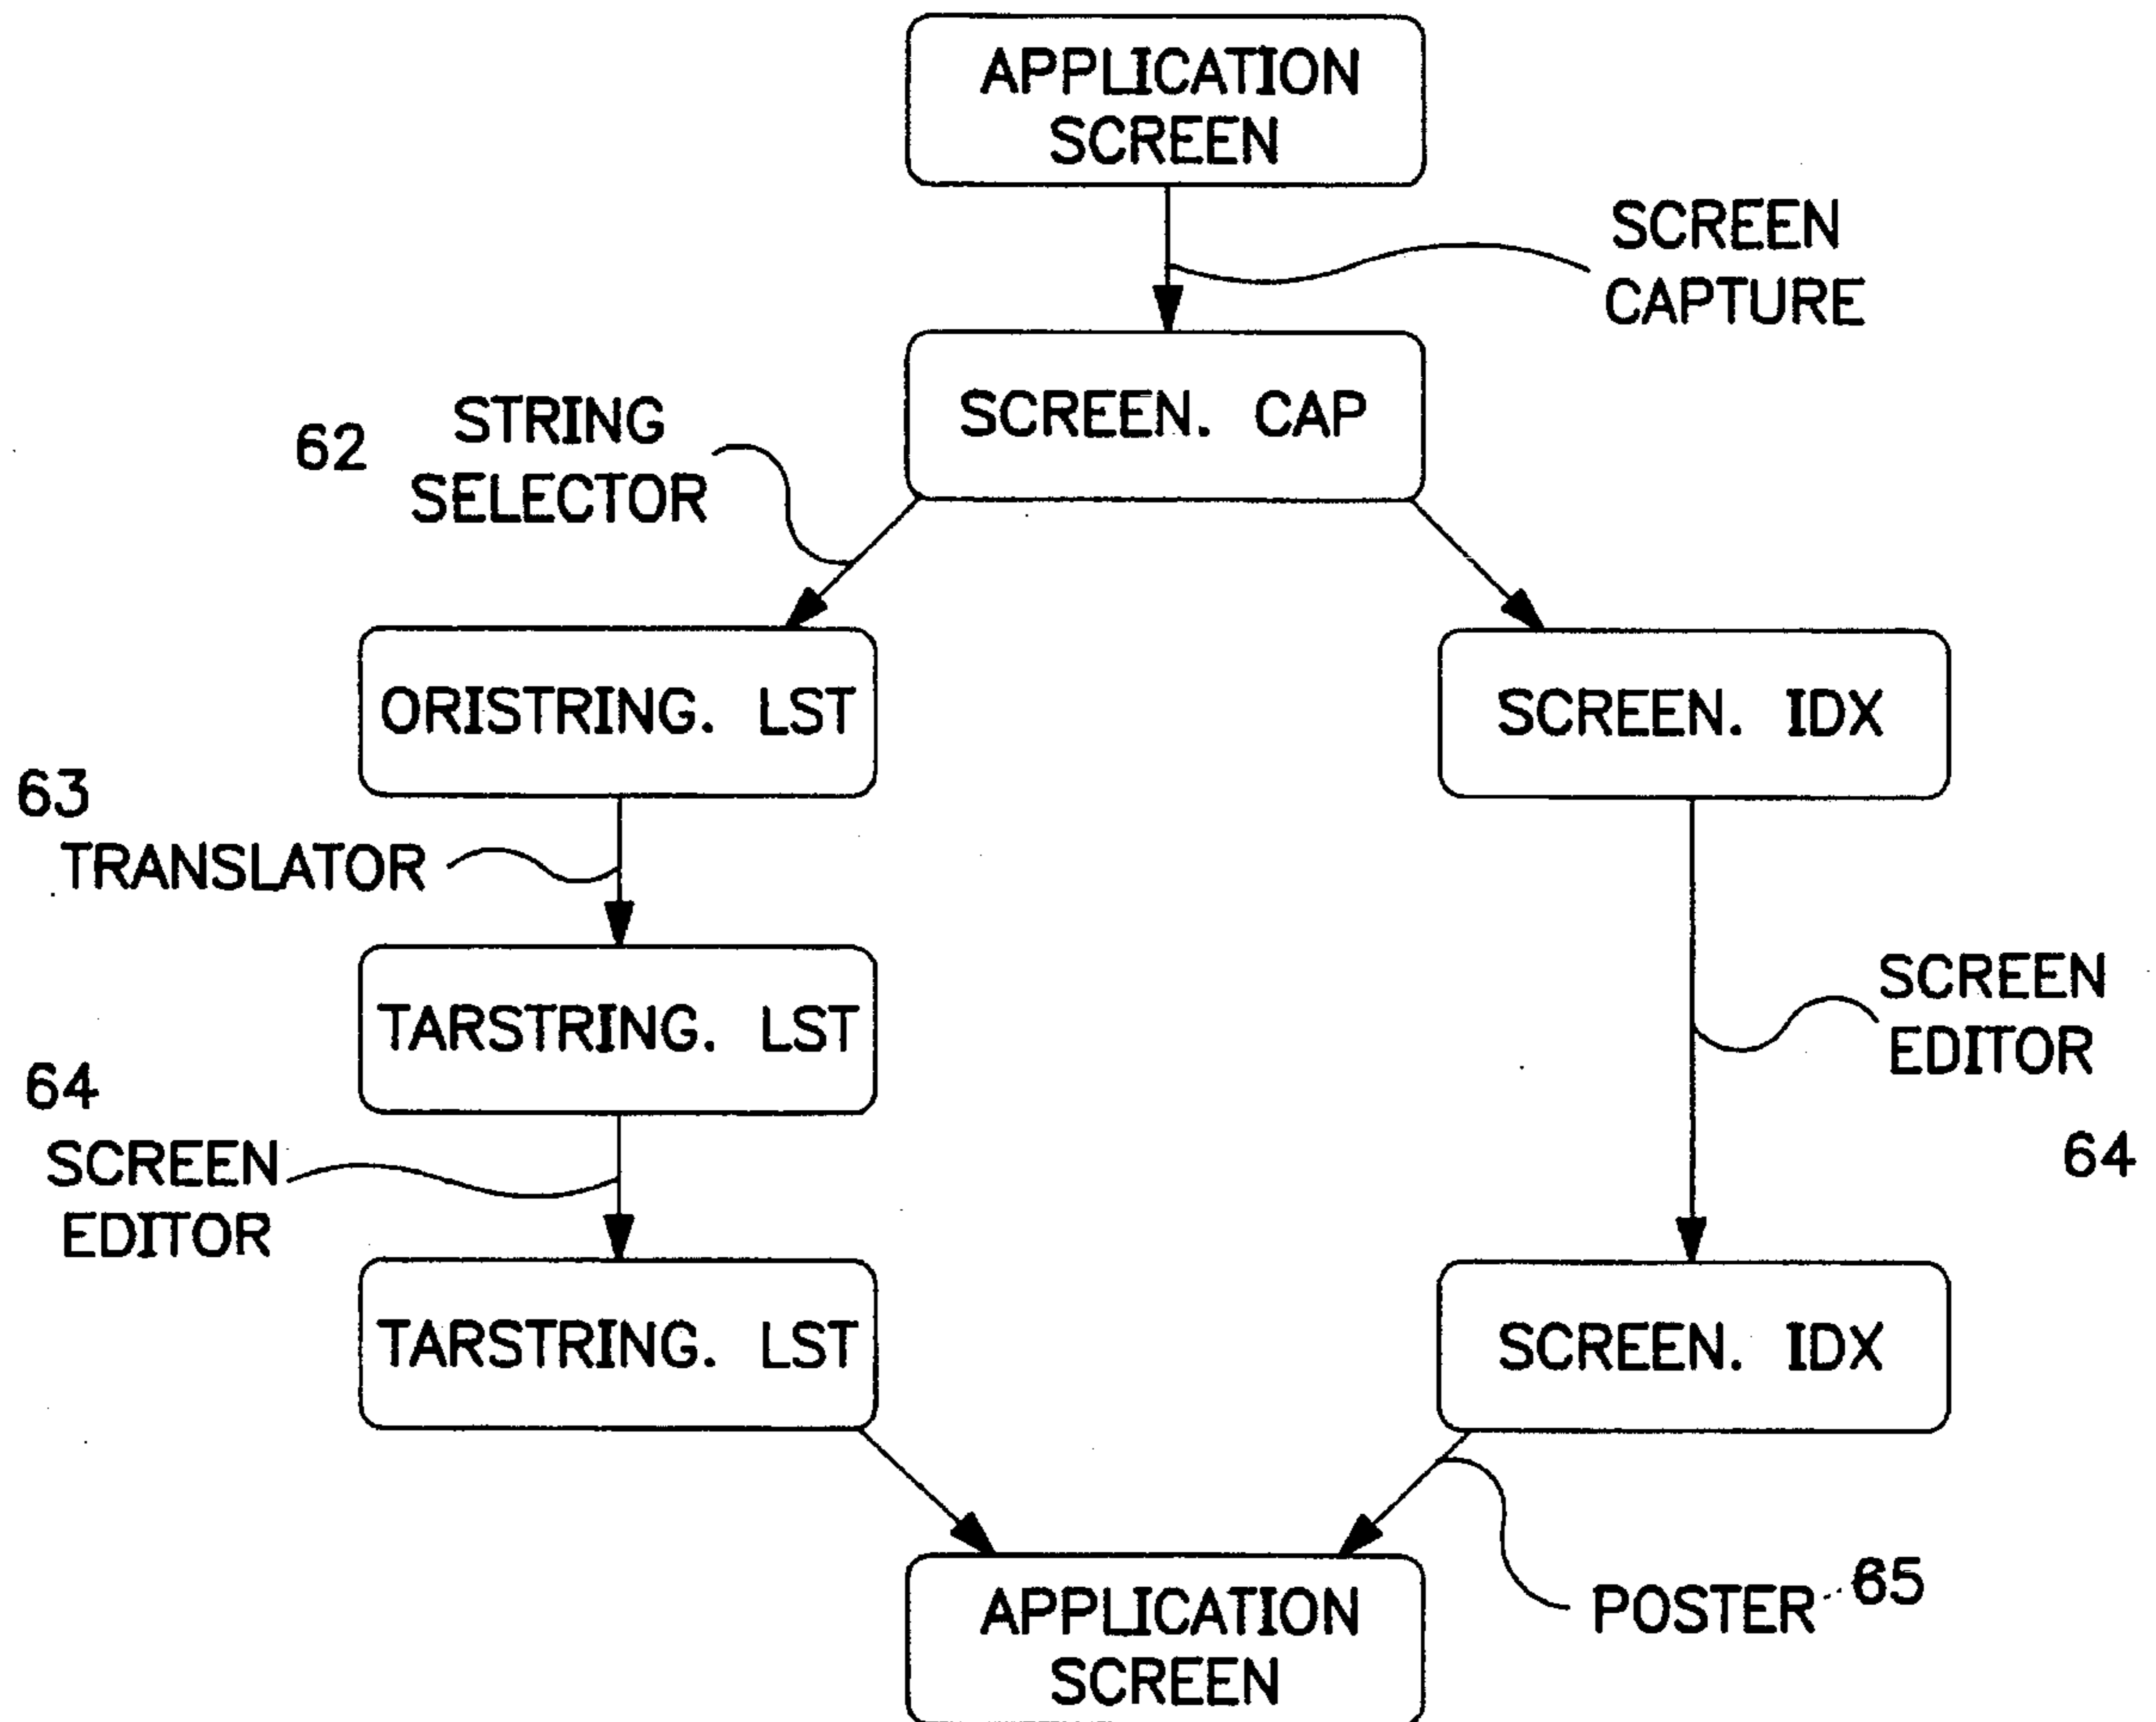 APPLICATION
SCREEN
SCREEN
CAPTURE
SCREEN. CAP
62
STRING
SELECTOR
ORISTRING. LST
SCREEN. IDX
63
TRANSLATOR
TARSTRING. LST
SCREEN
EDITOR
64
64
SCREEN
EDITOR
TARSTRING. LST
SCREEN. IDX
APPLICATION
SCREEN
POSTER
65